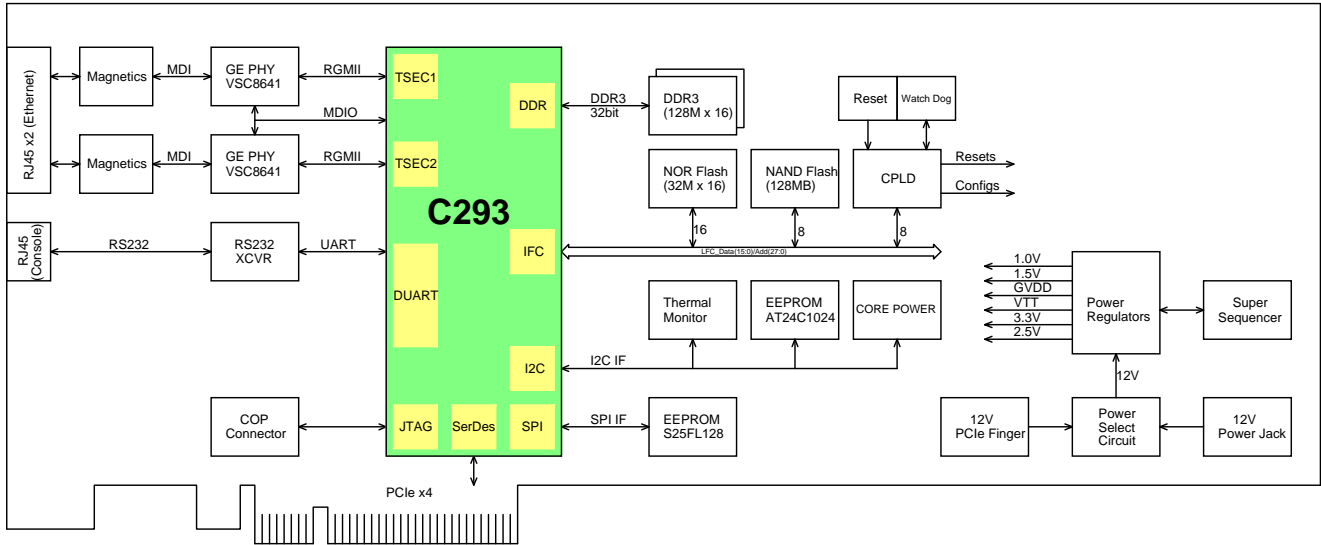 RJ45 x2 (Ethernet)
Magnetics
MDI
GE PHY
VSC8641
RGMII
TSEC1
MDIO
Magnetics
MDI
GE PHY
VSC8641
RGMII
TSEC2
C293
RJ45
(Console)
RS232
RS232
XCVR
UART
DUART
COP
Connector
JTAG
SerDes
SPI
I2C
IFC
DDR
PCIe x4
DDR3
32bit
DDR3
(128M x 16)
NOR Flash
(32M x 16)
NAND Flash
(128MB)
Reset
Watch Dog
CPLD
Resets
Configs
16
8
8
LFC_Data(15:0)/Add(27:0)
Thermal
Monitor
EEPROM
AT24C1024
CORE POWER
I2C IF
SPI IF
EEPROM
S25FL128
1.0V
1.5V
GVDD
VTT
3.3V
2.5V
Power
Regulators
Super
Sequencer
12V
12V
PCIe Finger
Power
Select
Circuit
12V
Power Jack